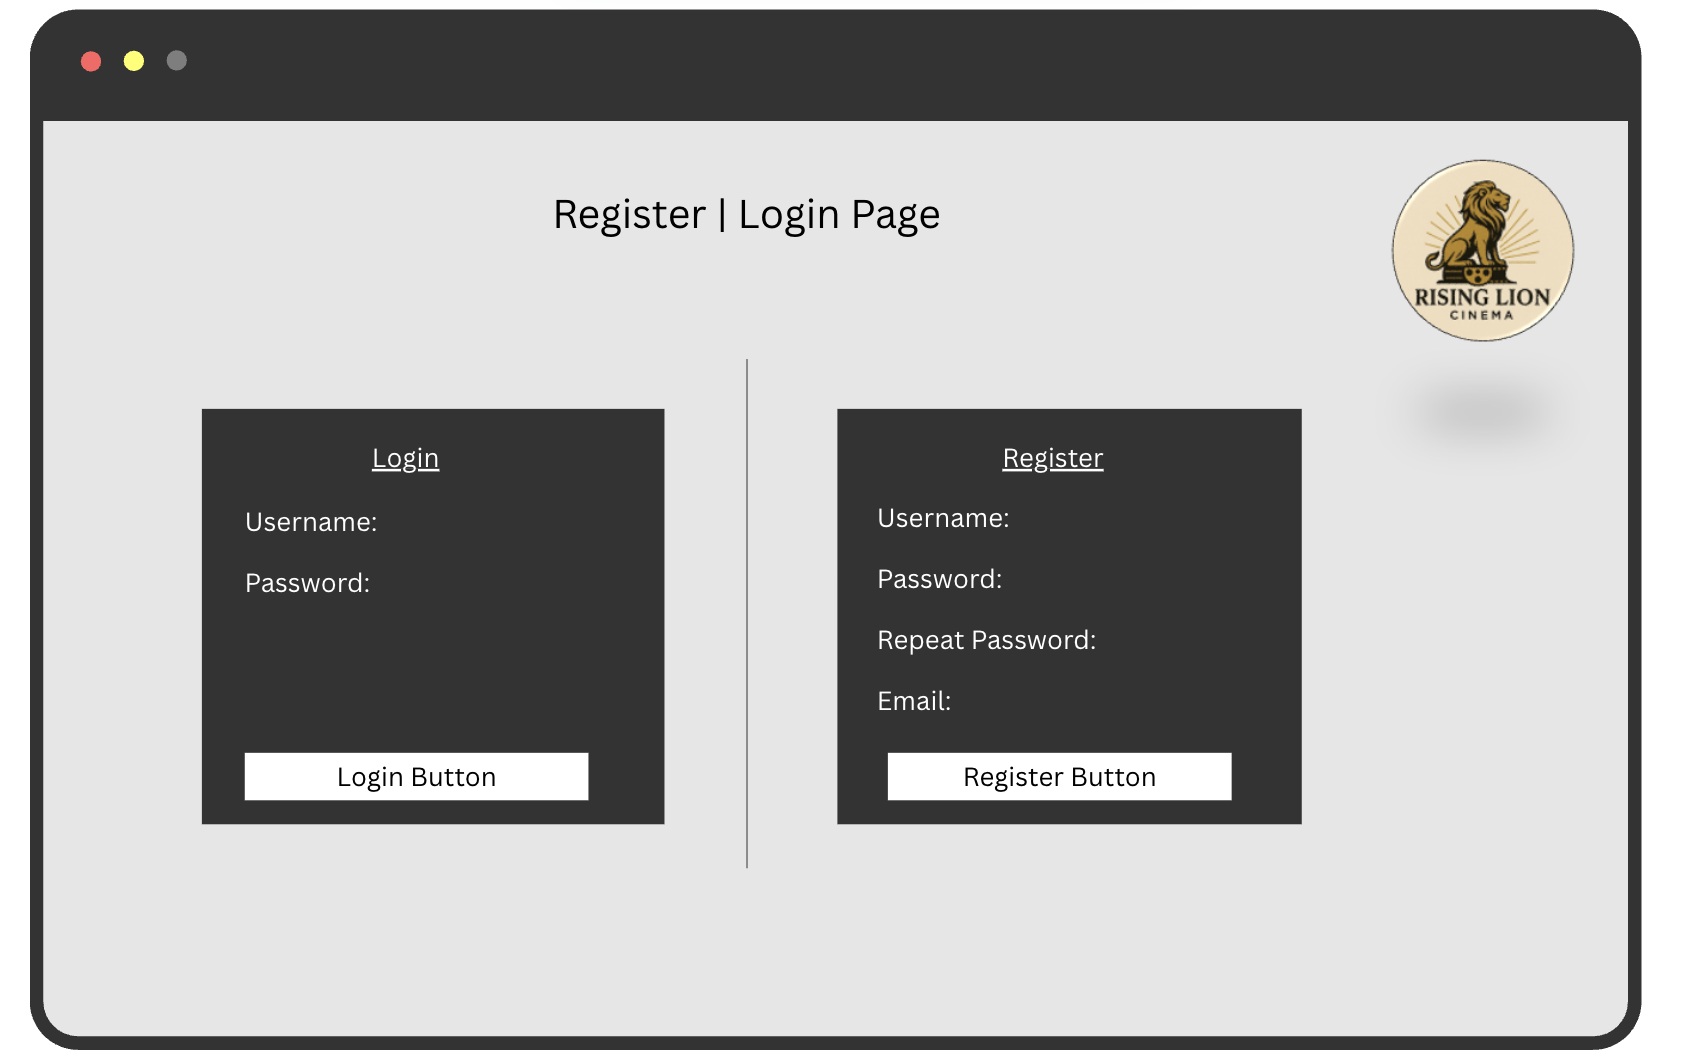 Register | Login Page
RISING LION
CINEMA
Login
Username:
Password:
Login Button
Register
Username:
Password:
Repeat Password:
Email:
Register Button